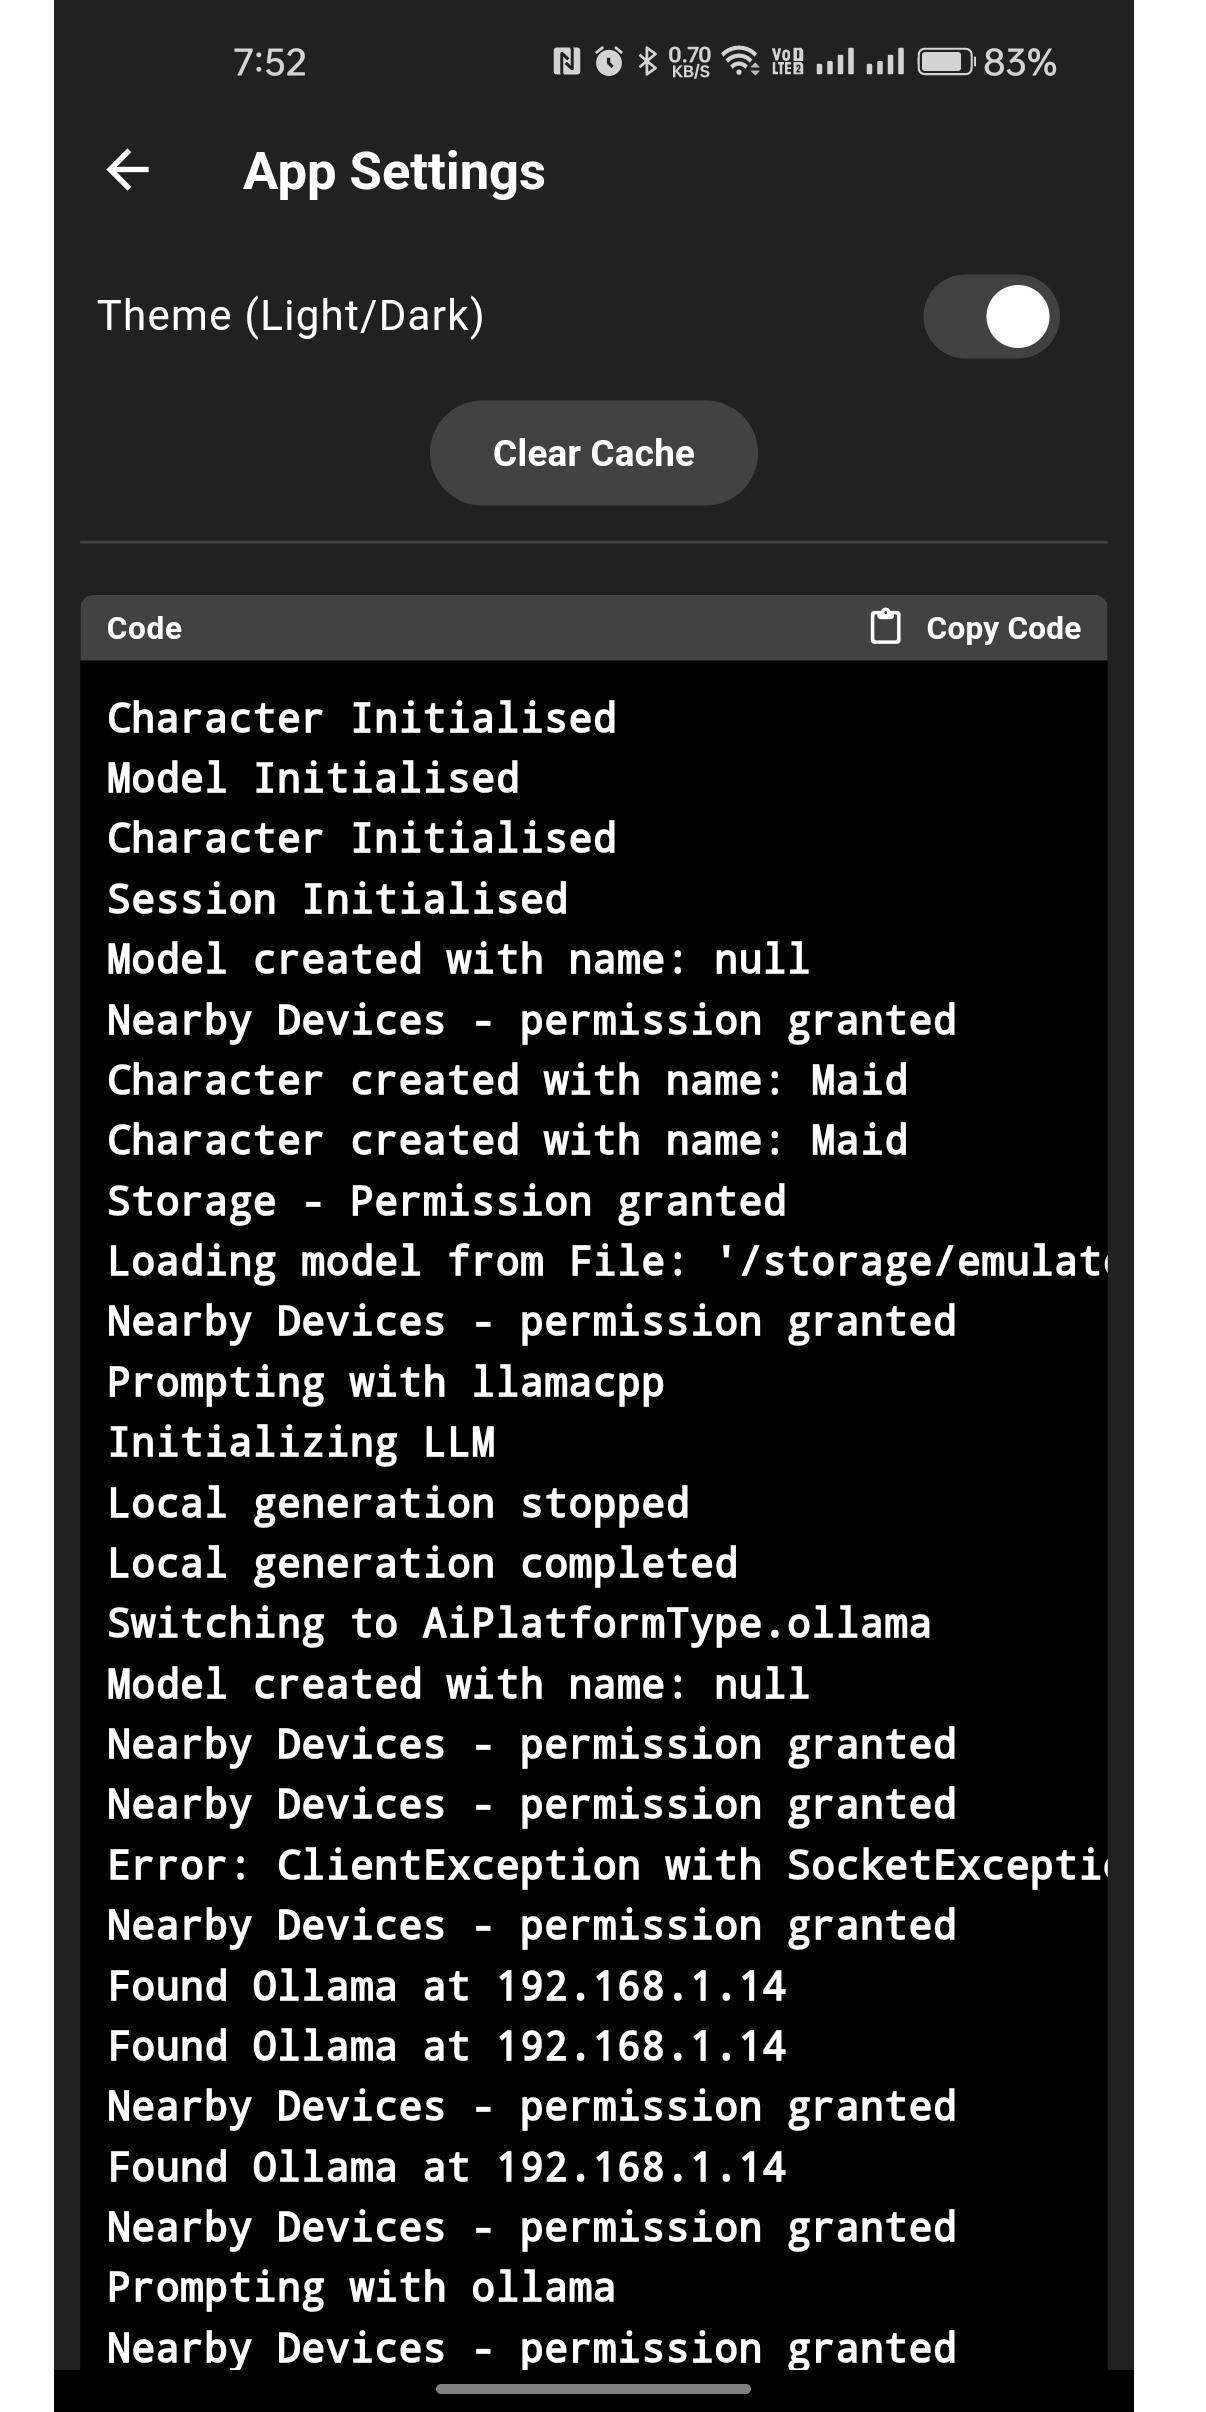 7:52
0.70 KB/S
Vo LTE 1 2
83%
App Settings
Theme (Light/Dark)
Clear Cache
Code
Copy Code
Character Initialised
Model Initialised
Character Initialised
Session Initialised
Model created with name: null
Nearby Devices - permission granted
Character created with name: Maid
Character created with name: Maid
Storage - Permission granted
Loading model from File: '/storage/emulate
Nearby Devices - permission granted
Prompting with llamacpp
Initializing LLM
Local generation stopped
Local generation completed
Switching to AiPlatformType.ollama
Model created with name: null
Nearby Devices - permission granted
Nearby Devices - permission granted
Error: ClientException with SocketExceptio
Nearby Devices - permission granted
Found Ollama at 192.168.1.14
Found Ollama at 192.168.1.14
Nearby Devices - permission granted
Found Ollama at 192.168.1.14
Nearby Devices - permission granted
Prompting with ollama
Nearby Devices - permission granted